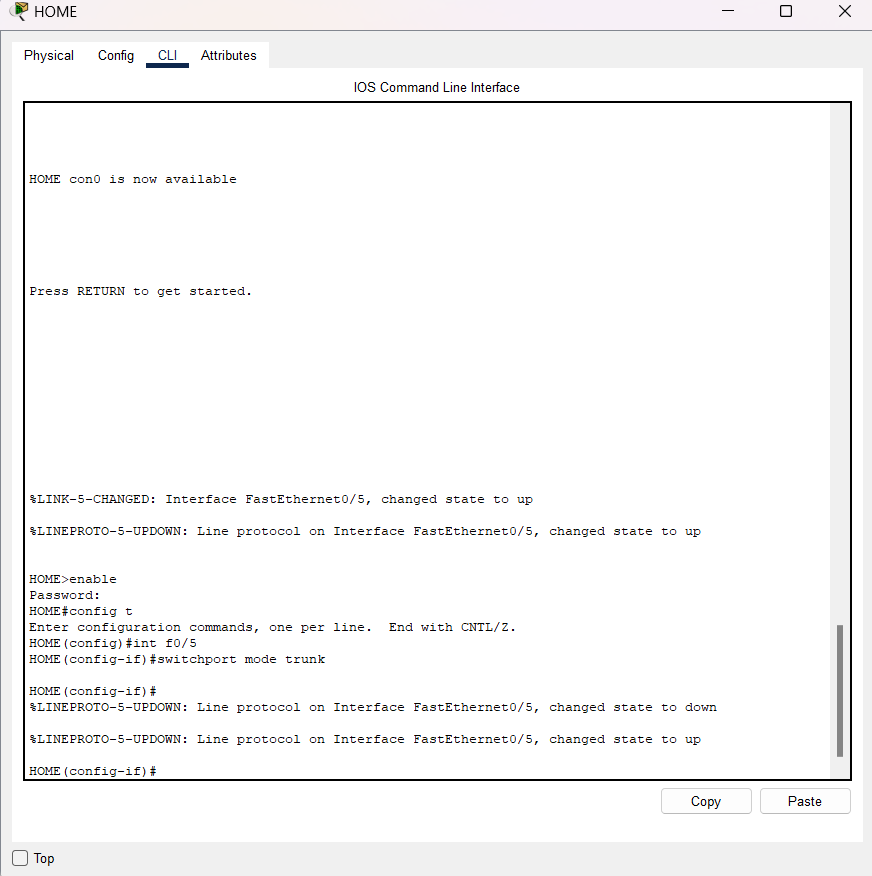 HOME
Physical Config CLI Attributes
IOS Command Line Interface
HOME con0 is now available
Press RETURN to get started.
%LINK-5-CHANGED: Interface FastEthernet0/5, changed state to up
%LINEPROTO-5-UPDOWN: Line protocol on Interface FastEthernet0/5, changed state to up
HOME>enable
Password:
HOME#config t
Enter configuration commands, one per line.  End with CNTL/Z.
HOME(config)#int f0/5
HOME(config-if)#switchport mode trunk
HOME(config-if)#
%LINEPROTO-5-UPDOWN: Line protocol on Interface FastEthernet0/5, changed state to down
%LINEPROTO-5-UPDOWN: Line protocol on Interface FastEthernet0/5, changed state to up
HOME(config-if)#
Copy Paste
Top